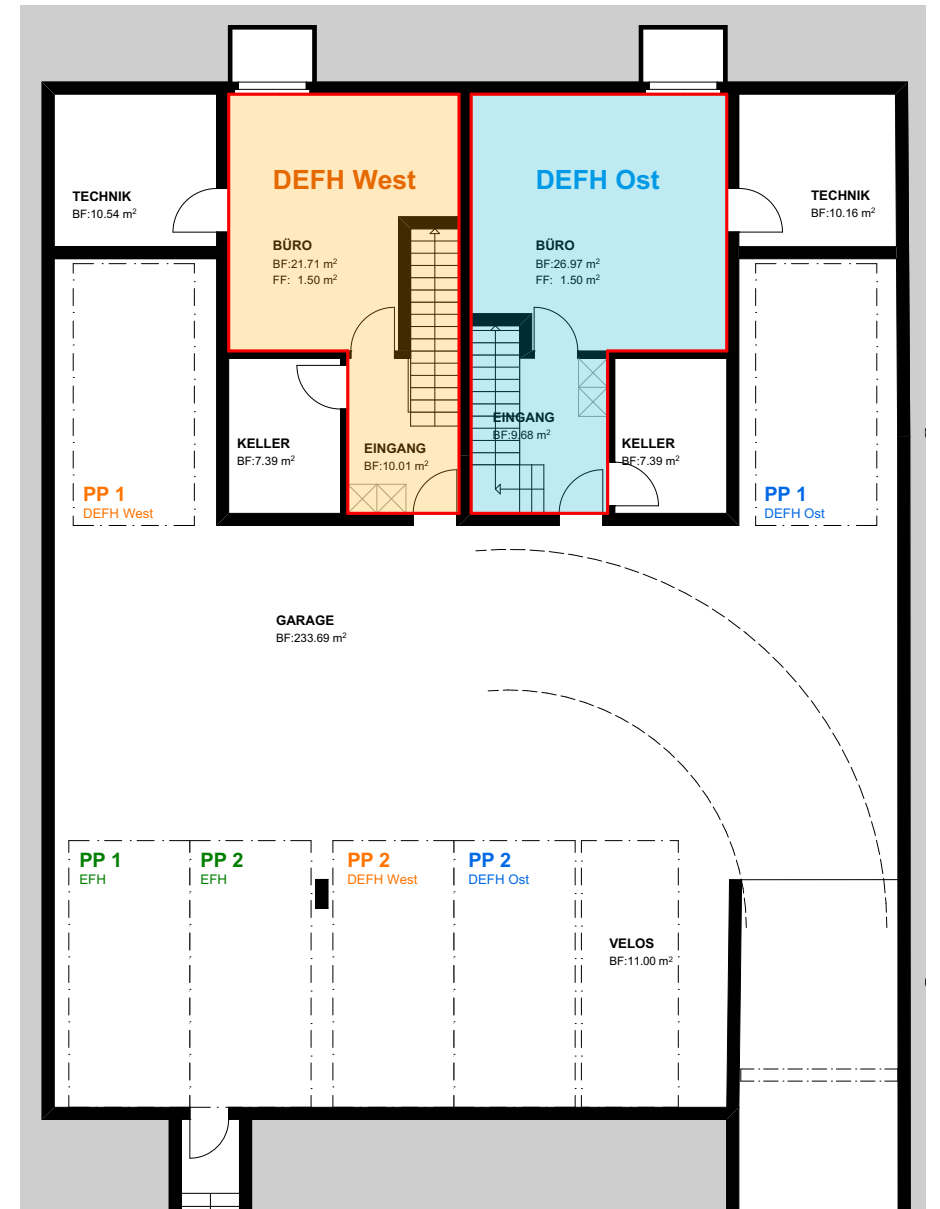 DEFH West
DEFH Ost
TECHNIK
BF:10.54 m²
TECHNIK
BF:10.16 m²
BÜRO
BF:21.71 m²
FF: 1.50 m²
BÜRO
BF:26.97 m²
FF: 1.50 m²
KELLER
BF:7.39 m²
EINGANG
BF:10.01 m²
EINGANG
BF:9.68 m²
KELLER
BF:7.39 m²
PP 1
DEFH West
PP 1
DEFH Ost
GARAGE
BF:233.69 m²
PP 1
EFH
PP 2
EFH
PP 2
DEFH West
PP 2
DEFH Ost
VELOS
BF:11.00 m²